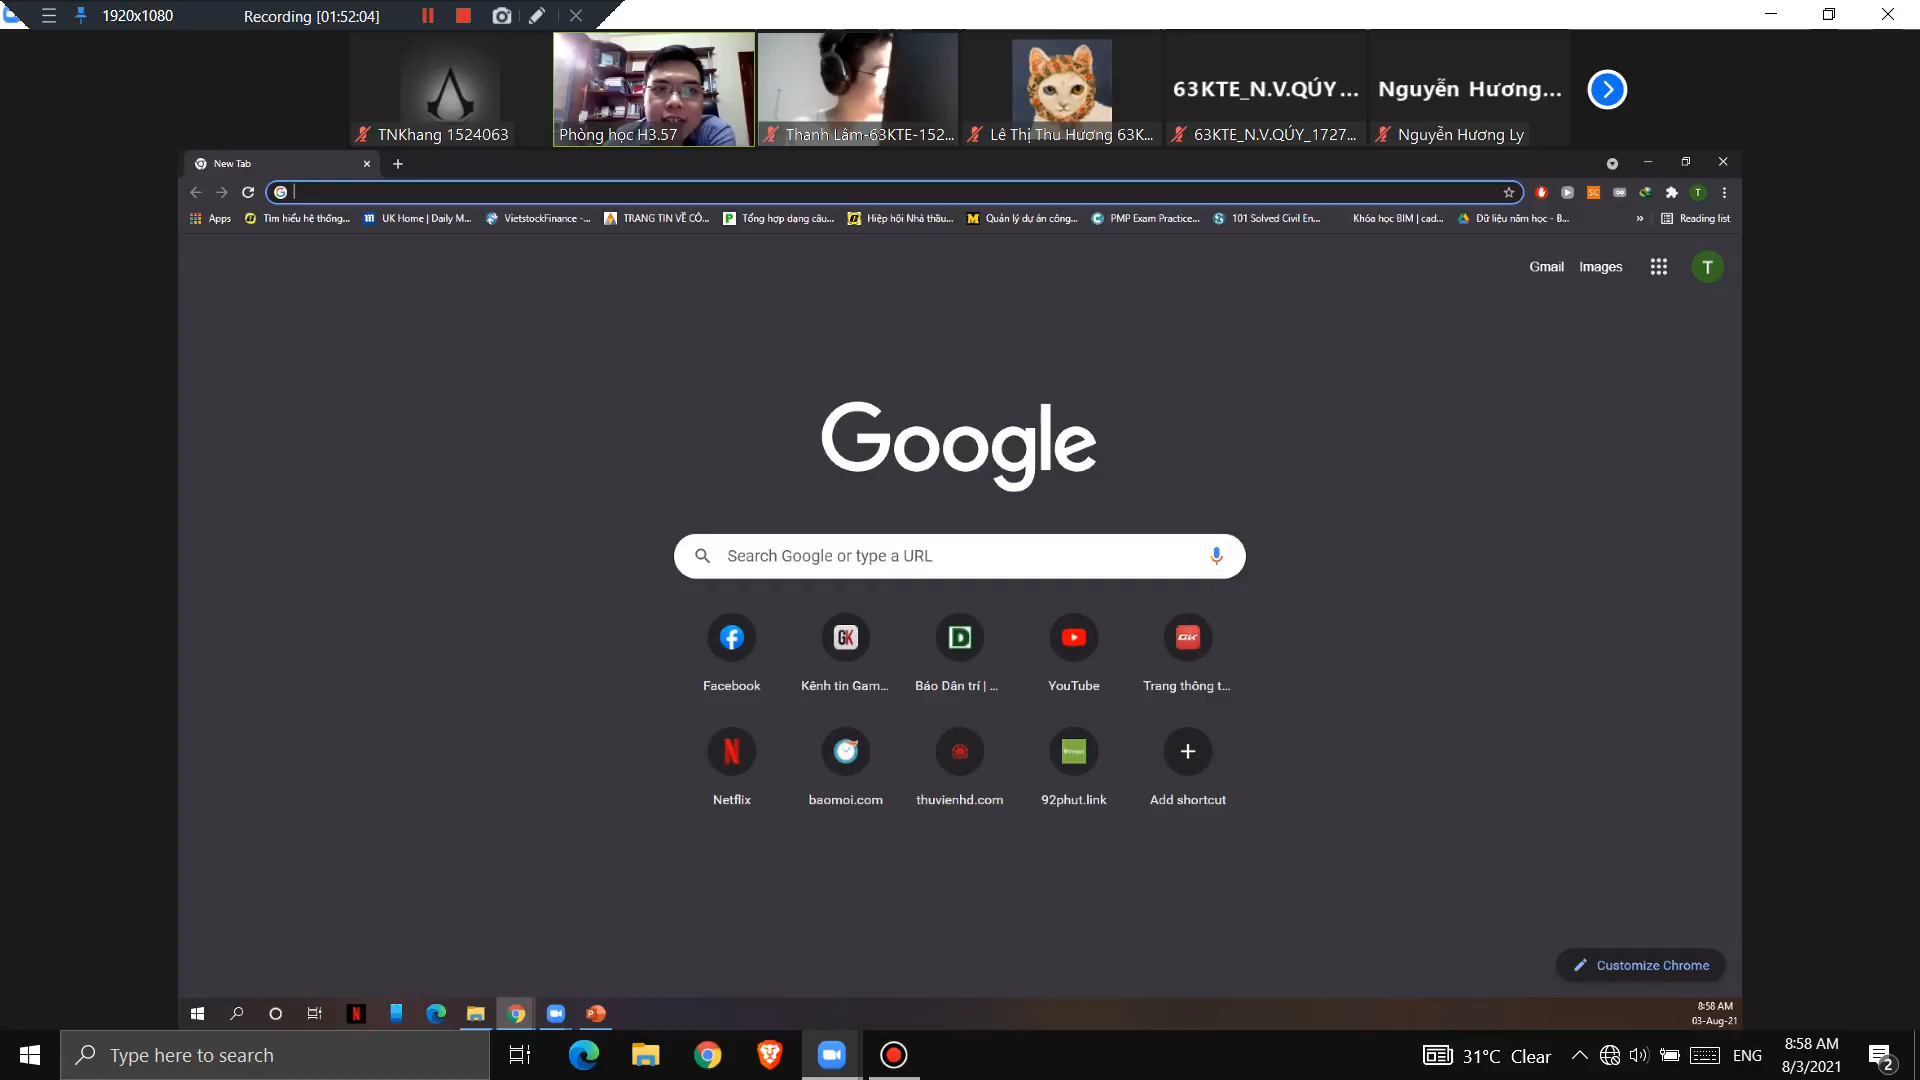 1920x1080
Recording [01:52:04]
63KTE_N.V.QÚY ...
Nguyễn Hương...
TNKhang 1524063
Phòng học H3.57
Thanh Lâm-63KTE-152...
Lê Thị Thu Hương 63K...
63KTE_N.V.QÚY_1727...
Nguyễn Hương Ly
New Tab
Apps
Tìm hiểu hệ thống...
UK Home | Daily M...
VietstockFinance -...
TRANG TIN VỀ CÔ...
Tổng hợp dạng câu...
Hiệp hội Nhà thầu...
Quản lý dự án công...
PMP Exam Practice...
101 Solved Civil En...
Khóa học BIM | cad...
Dữ liệu năm học - B...
Reading list
Gmail
Images
T
Google
Search Google or type a URL
Facebook
Kênh tin Gam...
Báo Dân trí | ...
YouTube
Trang thông t...
Netflix
baomoi.com
thuvienhd.com
92phut.link
Add shortcut
Customize Chrome
8:58 AM
03-Aug-21
Type here to search
31°C Clear
ENG
8:58 AM
8/3/2021
2